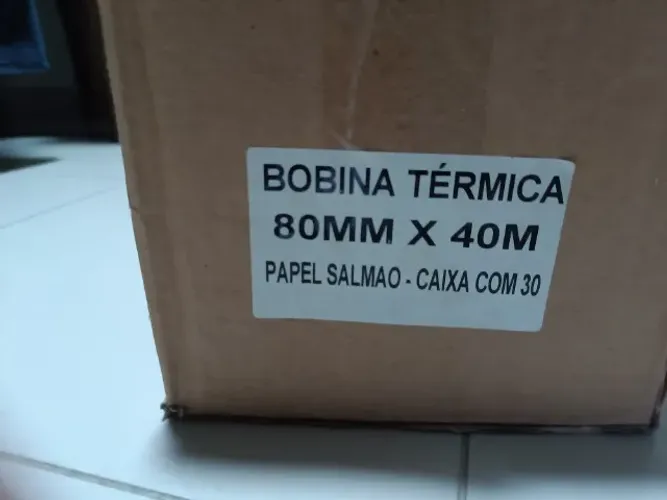 BOBINA TÉRMICA
80MM X 40M
PAPEL SALMAO - CAIXA COM 30